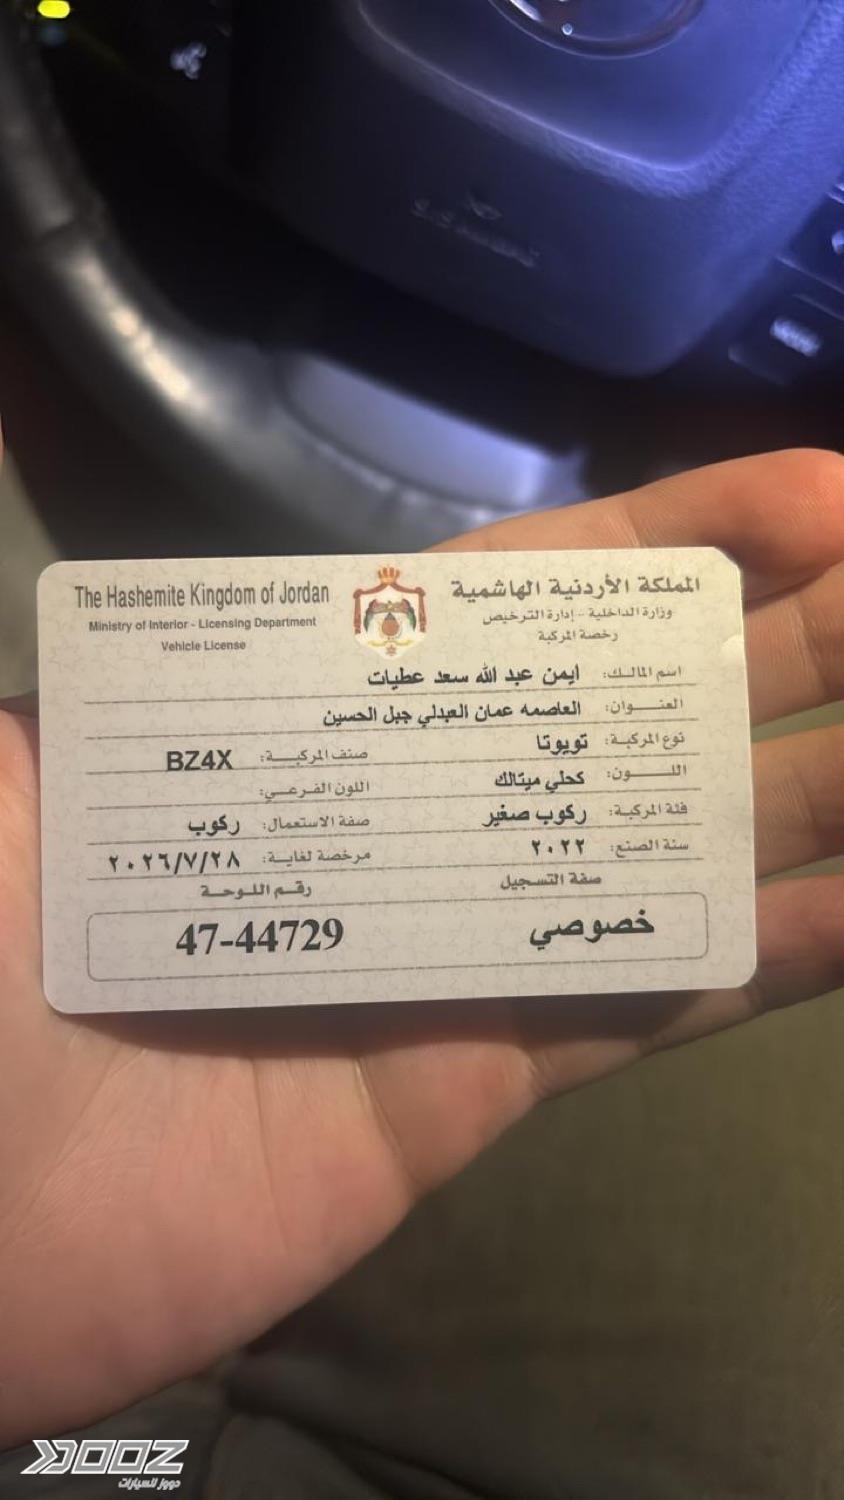 The Hashemite Kingdom of Jordan
Ministry of Interior - Licensing Department
Vehicle License
المملكة الأردنية الهاشمية
وزارة الداخلية - إدارة الترخيص
رخصة المركبة
اسم المالك: ايمن عبد الله سعد عطيات
العنوان: العاصمه عمان العبدلي جبل الحسين
نوع المركبة: تويوتا صنف المركبة: BZ4X
اللون: كحلي ميتالك اللون الفرعي:
فئة المركبة: ركوب صغير صفة الاستعمال: ركوب
سنة الصنع: ٢٠٢٢ مرخصة لغاية: ٢٠٢٦/٧/٢٨
صفة التسجيل رقم اللوحة
خصوصي 47-44729
DOOZ
دووز للسيارات